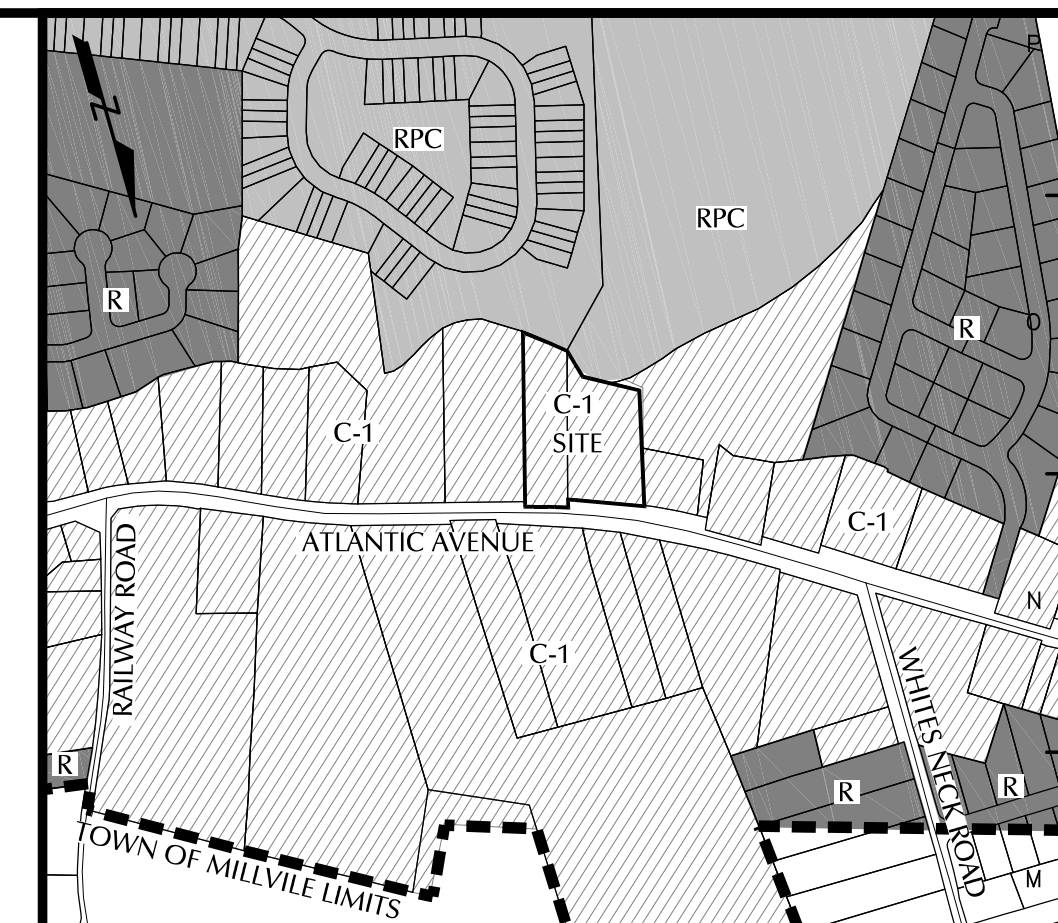 P
N
RPC
RPC
R
R
O
C-1
C-1
SITE
C-1
ATLANTIC AVENUE
RAILWAY ROAD
N
C-1
WHITES NECK ROAD
R
R
R
TOWN OF MILLVILE LIMITS
M